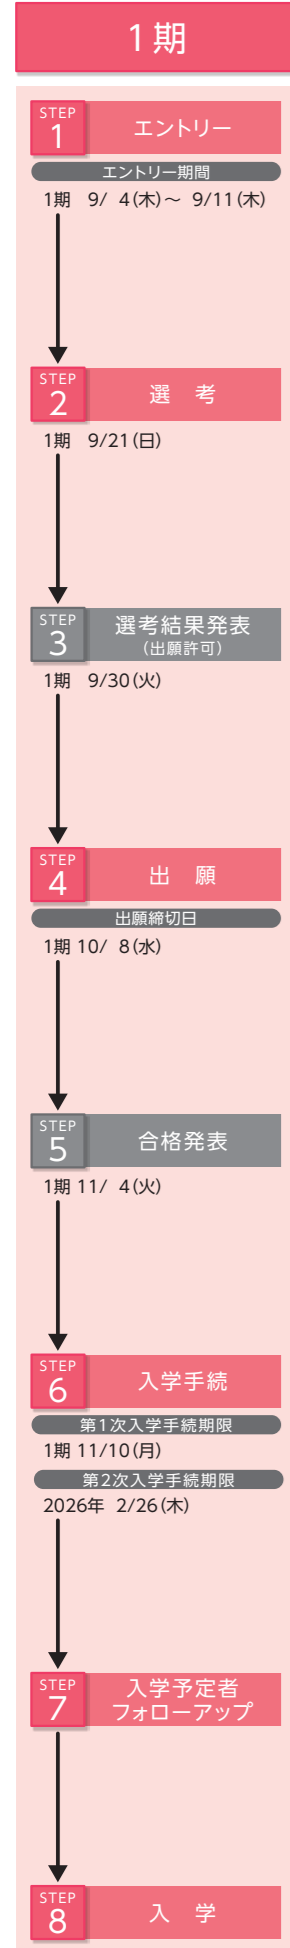 1期
STEP
1
エントリー
エントリー期間
1期 9/ 4(木)～ 9/11(木)
STEP
2
選 考
1期 9/21(日)
STEP
3
選考結果発表
(出願許可)
1期 9/30(火)
STEP
4
出 願
出願締切日
1期 10/ 8(水)
STEP
5
合格発表
1期 11/ 4(火)
STEP
6
入学手続
第1次入学手続期限
1期 11/10(月)
第2次入学手続期限
2026年 2/26(木)
STEP
7
入学予定者
フォローアップ
STEP
8
入 学